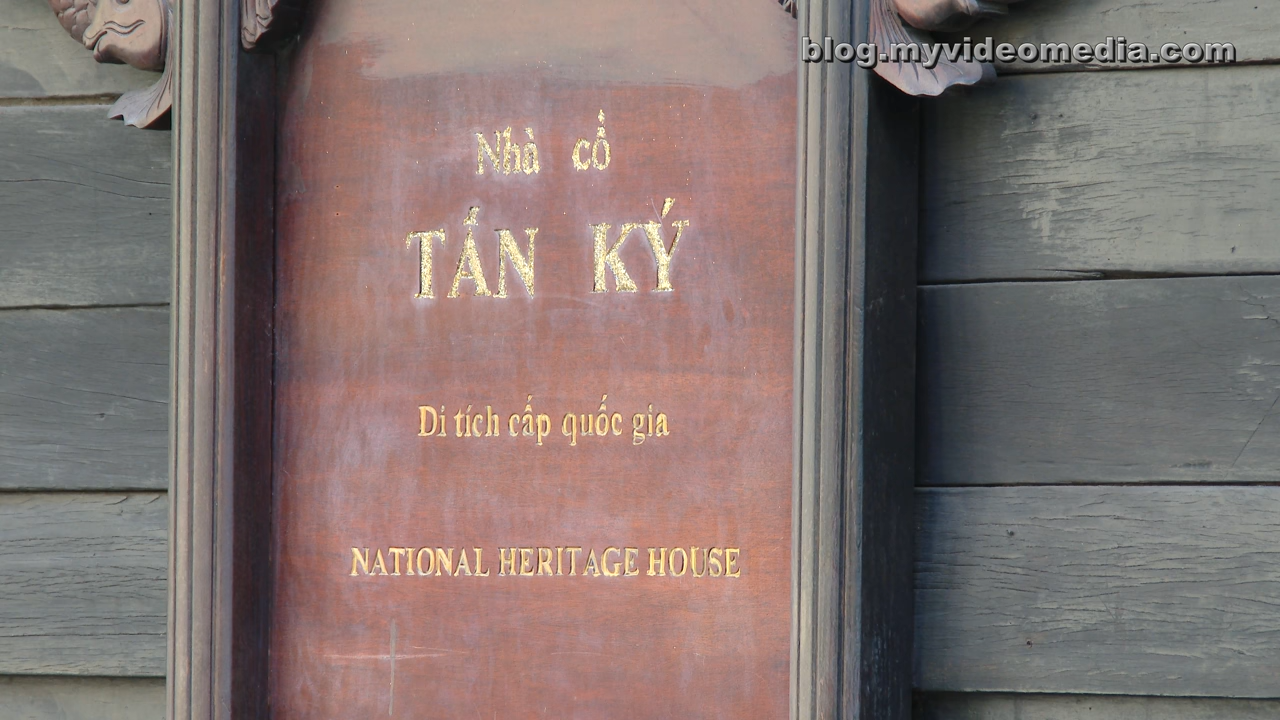 blog.myvideomedia.com
Nhà cổ
TẤN KÝ
Di tích cấp quốc gia
NATIONAL HERITAGE HOUSE